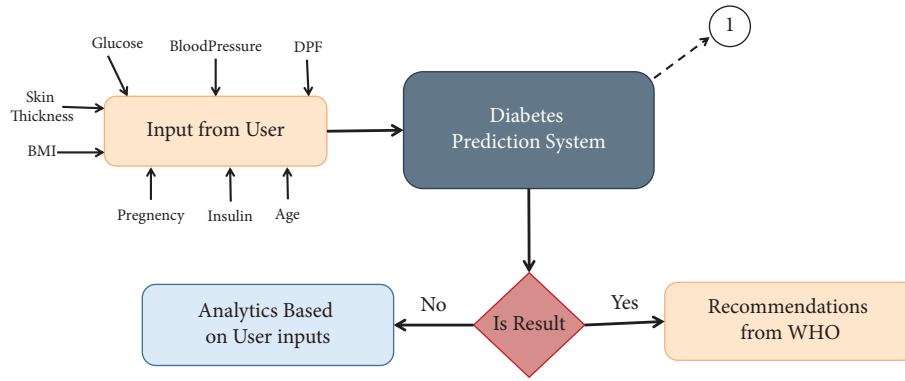 1
Glucose
BloodPressure
DPF
Skin
Thickness
Input from User
Diabetes
Prediction System
BMI
Pregnency
Insulin
Age
Analytics Based
on User inputs
No
Is Result
Yes
Recommendations
from WHO